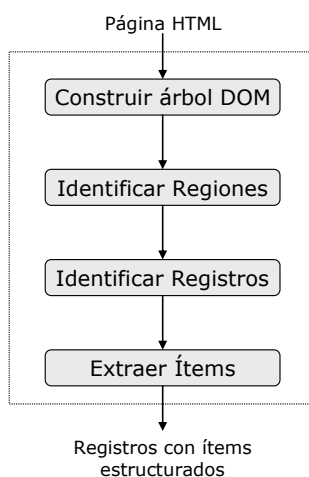 Página HTML
Construir árbol DOM
Identificar Regiones
Identificar Registros
Extraer Ítems
Registros con ítems
estructurados